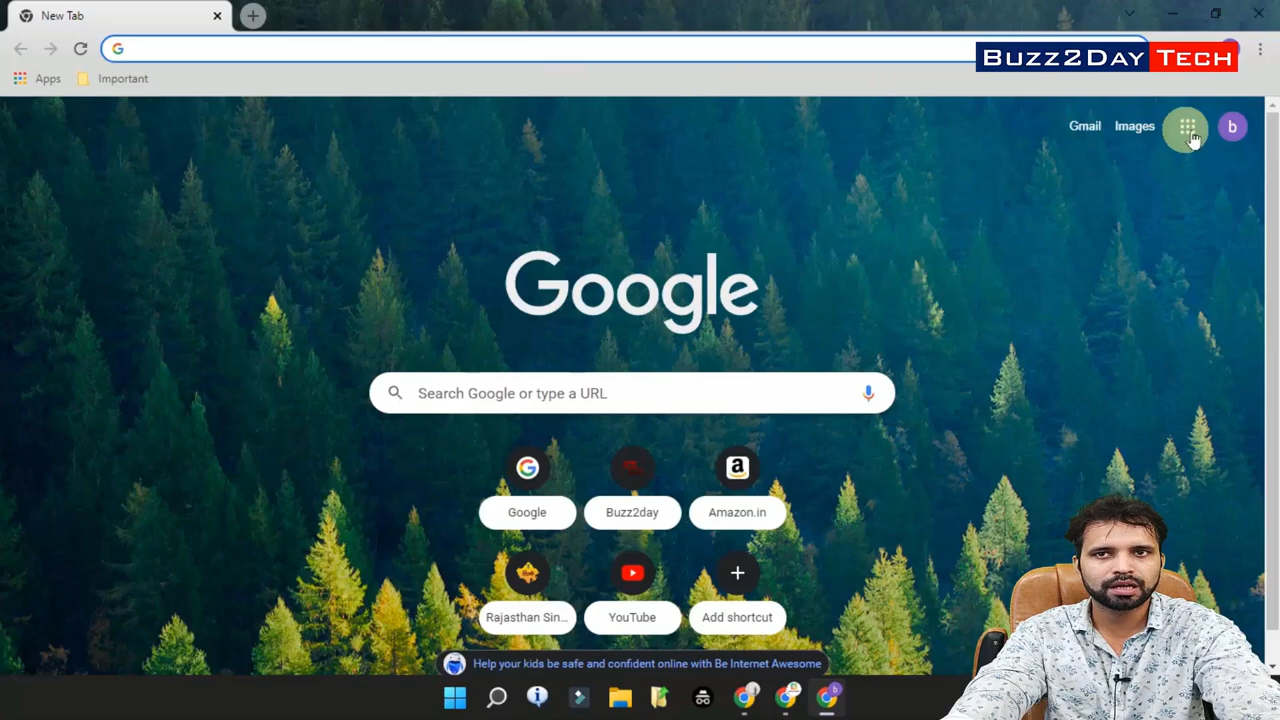 New Tab
BUZZ2DAY TECH
Apps
Important
Gmail
Images
b
Google
Search Google or type a URL
Google
Buzz2day
Amazon.in
Rajasthan Sin...
YouTube
Add shortcut
Help your kids be safe and confident online with Be Internet Awesome